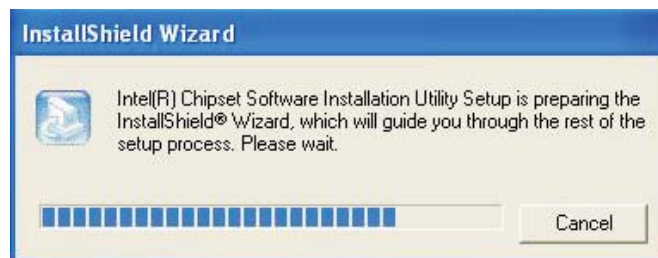 InstallShield Wizard
Intel(R) Chipset Software Installation Utility Setup is preparing the
InstallShield® Wizard, which will guide you through the rest of the
setup process. Please wait.
Cancel